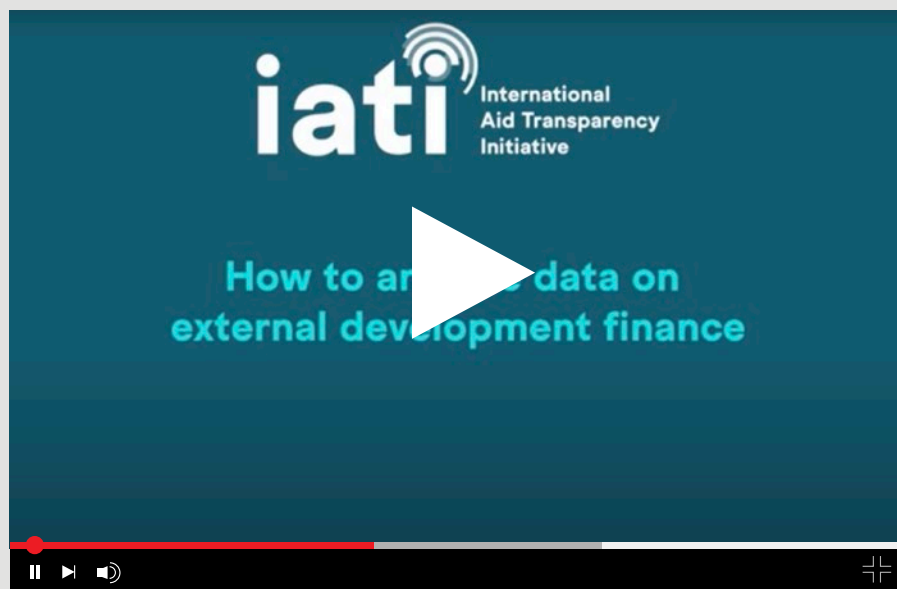 iati
International
Aid Transparency
Initiative
How to data on
external development finance